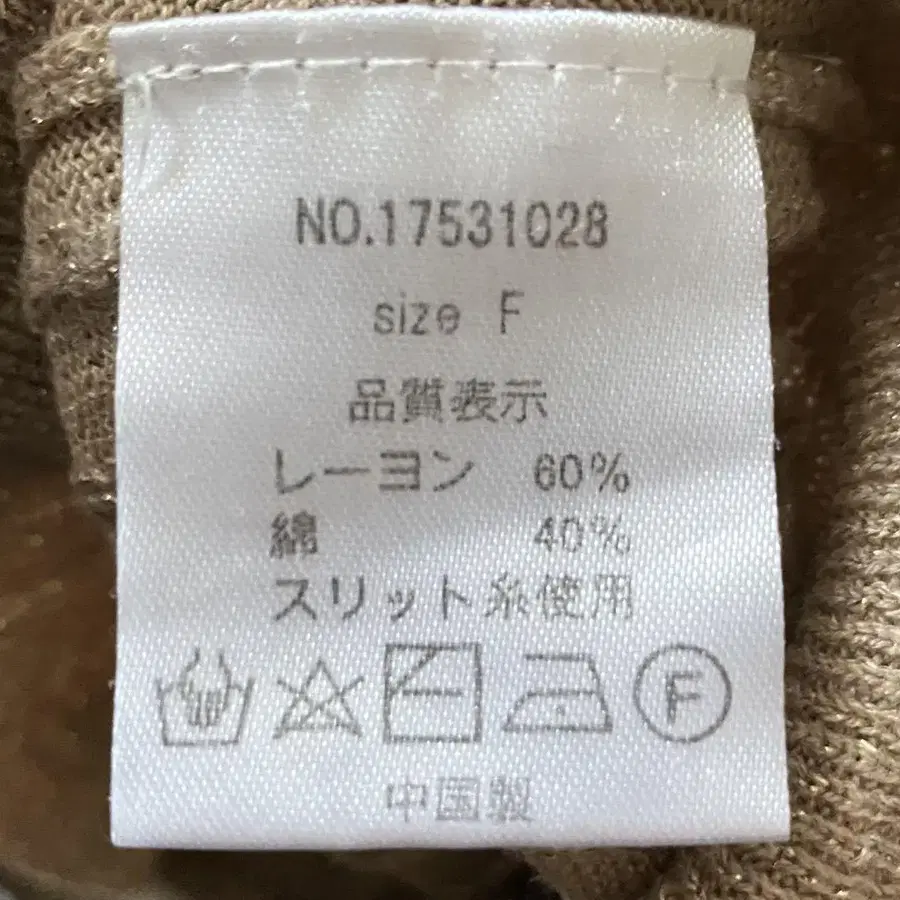 NO.17531028
size F
品質表示
レーヨン 60%
綿 40%
スリット糸使用
F
中国製